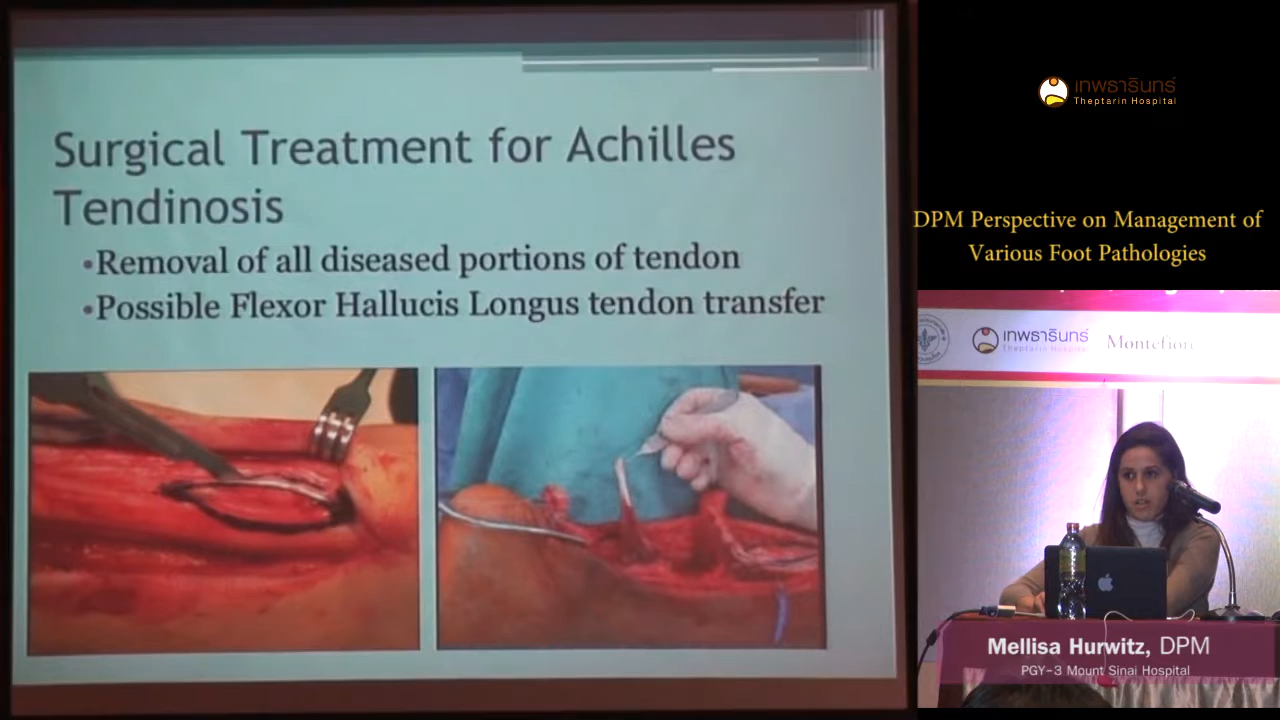 Surgical Treatment for Achilles
Tendinosis
•Removal of all diseased portions of tendon
•Possible Flexor Hallucis Longus tendon transfer
เทพธารินทร์
Theptarin Hospital
DPM Perspective on Management of
Various Foot Pathologies
เทพธารินทร์
Theptarin Hospital
Montefior
Mellisa Hurwitz, DPM
PGY-3 Mount Sinai Hospital